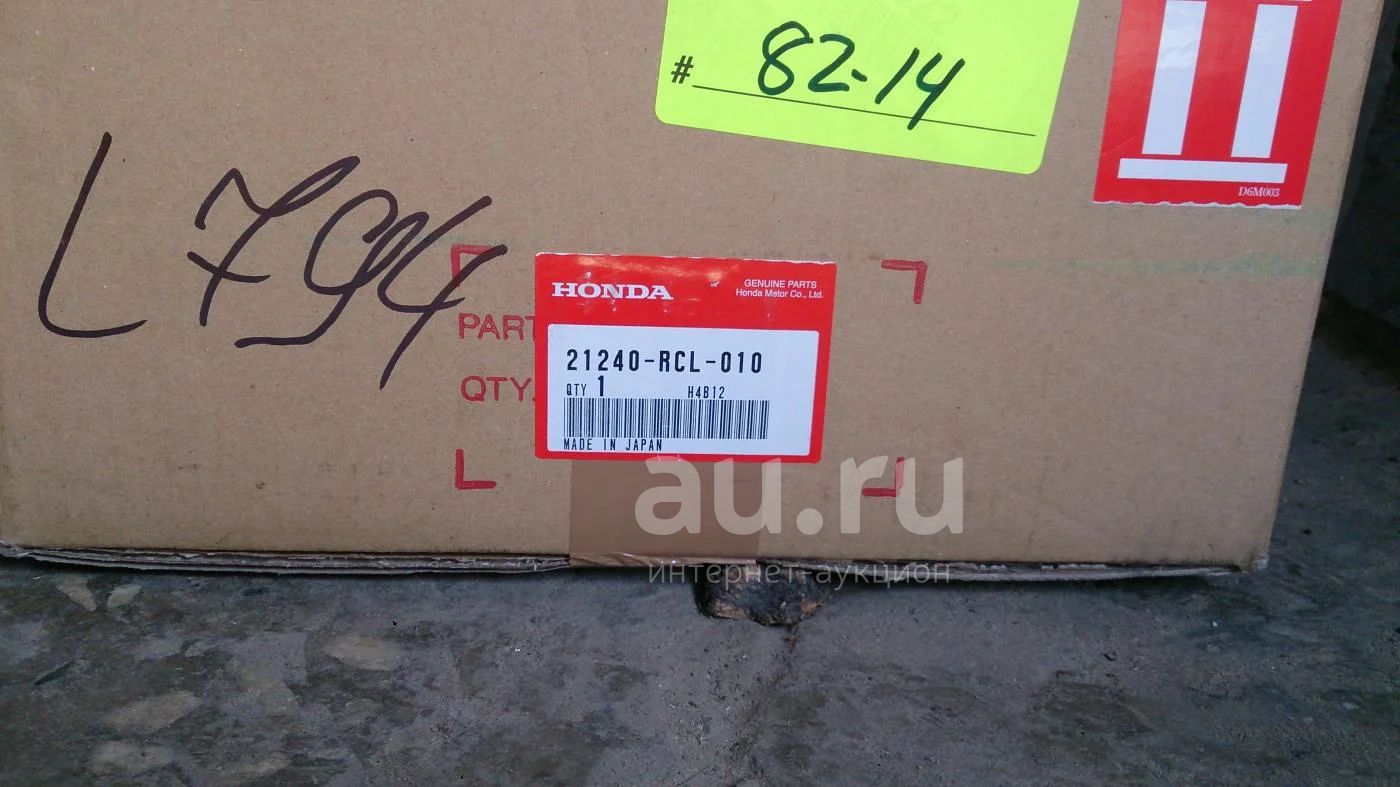 # 82-14
D6M003
L794
HONDA
GENUINE PARTS
Honda Motor Co., Ltd.
PART
21240-RCL-010
QTY.
QTY 1 H4B12
MADE IN JAPAN
au.ru
интернет-аукцион